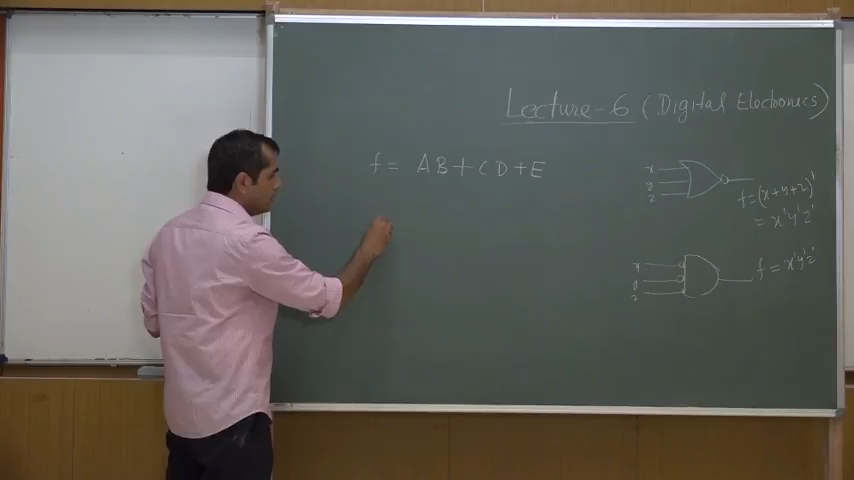 Lecture-6 (Digital Electronics)
f = AB+CD+E
x
y
z
f=(x+y+z)'
= x'y'z'
x
y
z
f = x'y'z'